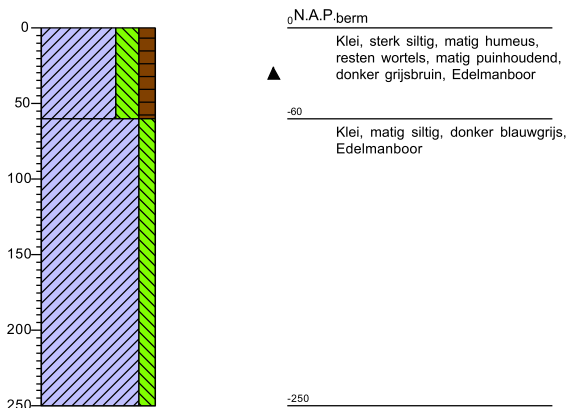 0
50
100
150
200
250
0 N.A.P. berm
Klei, sterk siltig, matig humeus,
resten wortels, matig puinhoudend,
donker grijsbruin, Edelmanboor
-60
Klei, matig siltig, donker blauwgrijs,
Edelmanboor
-250